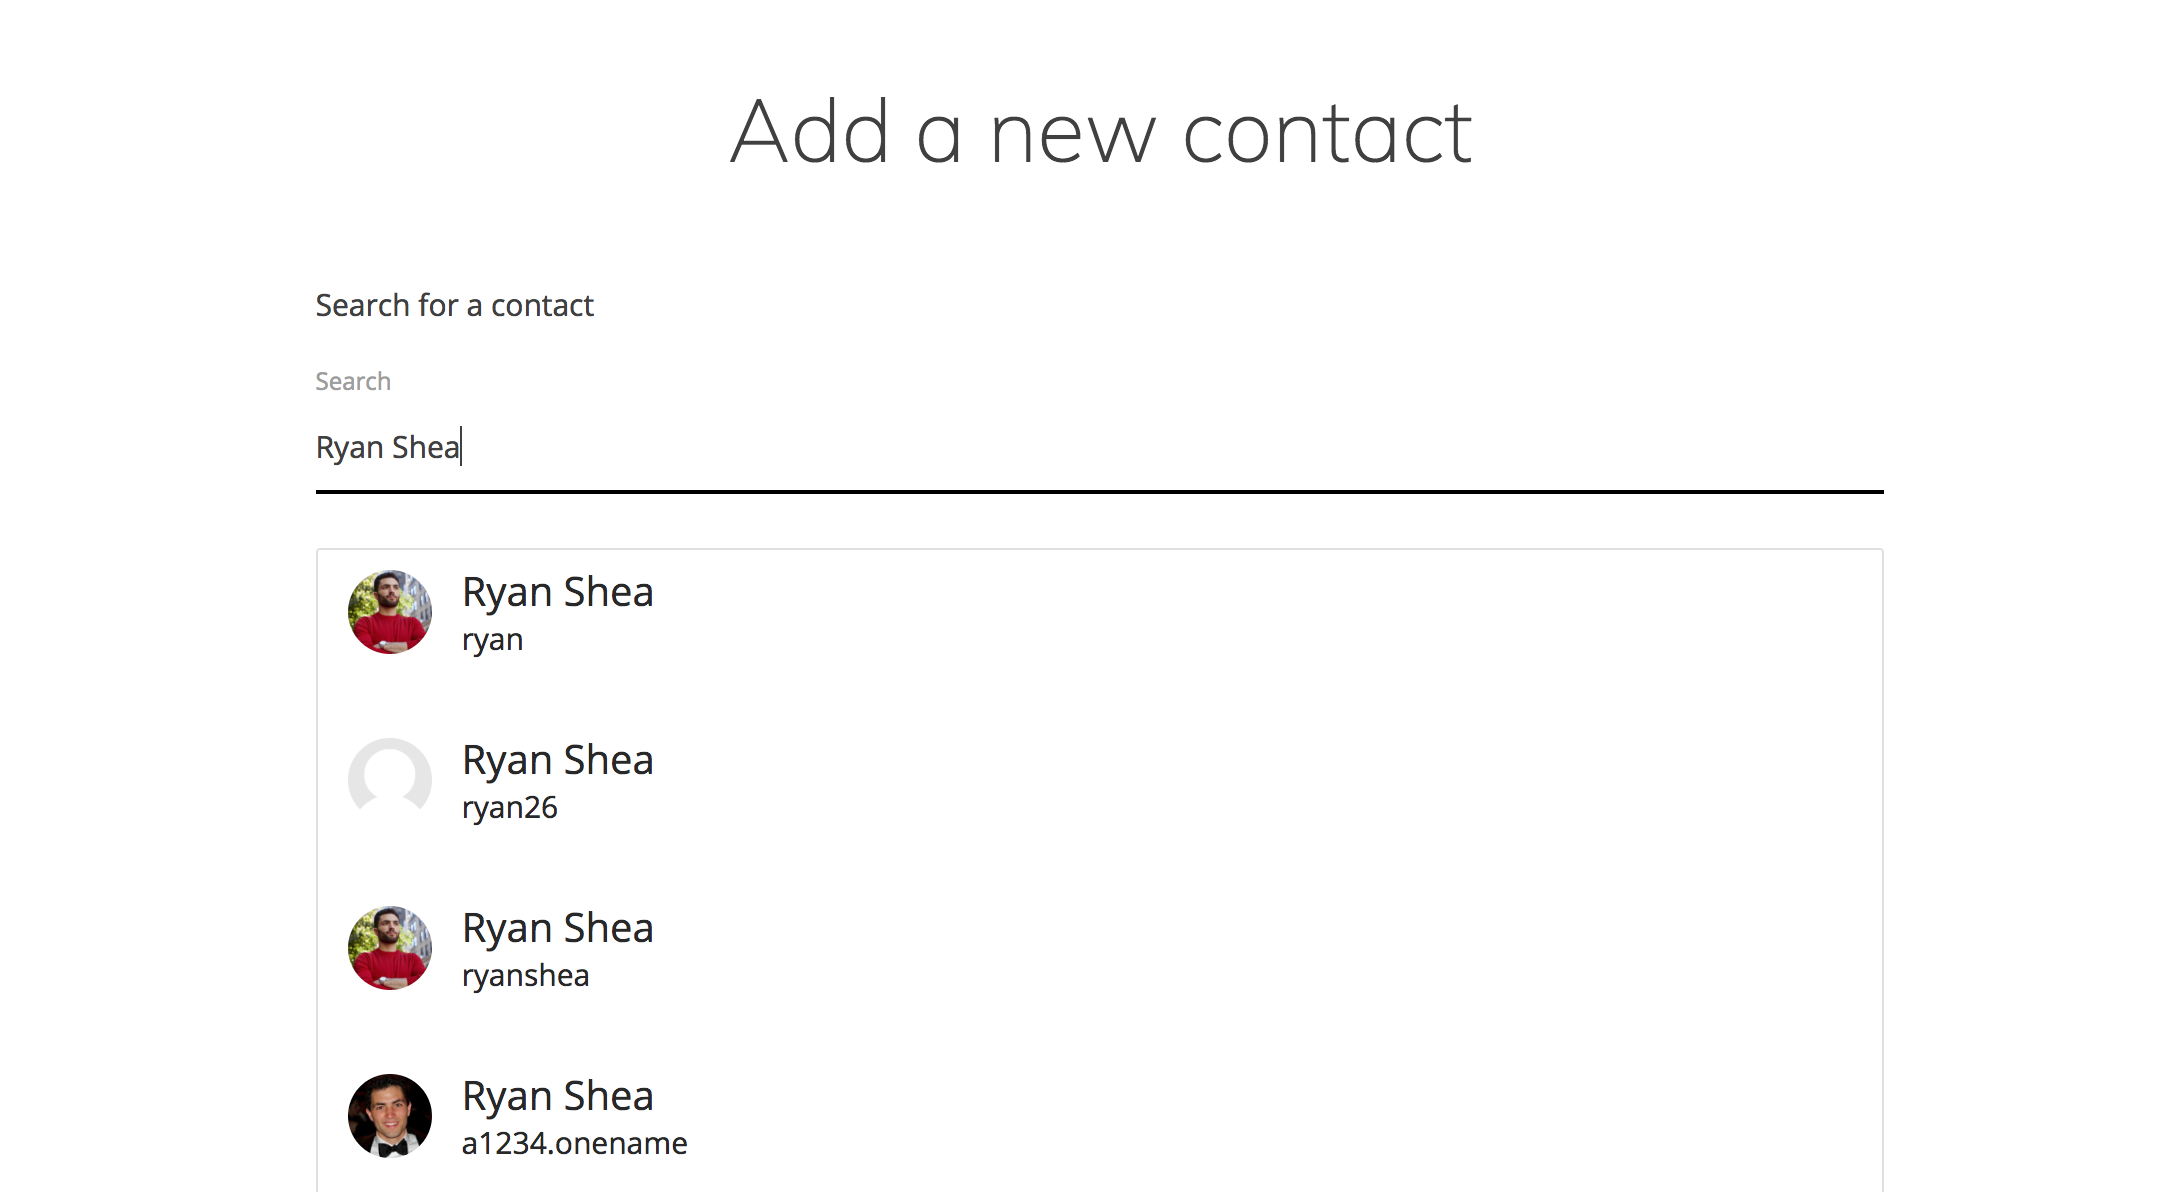 Add a new contact
Search for a contact
Search
Ryan Shea
Ryan Shea
ryan
Ryan Shea
ryan26
Ryan Shea
ryanshea
Ryan Shea
a1234.onename